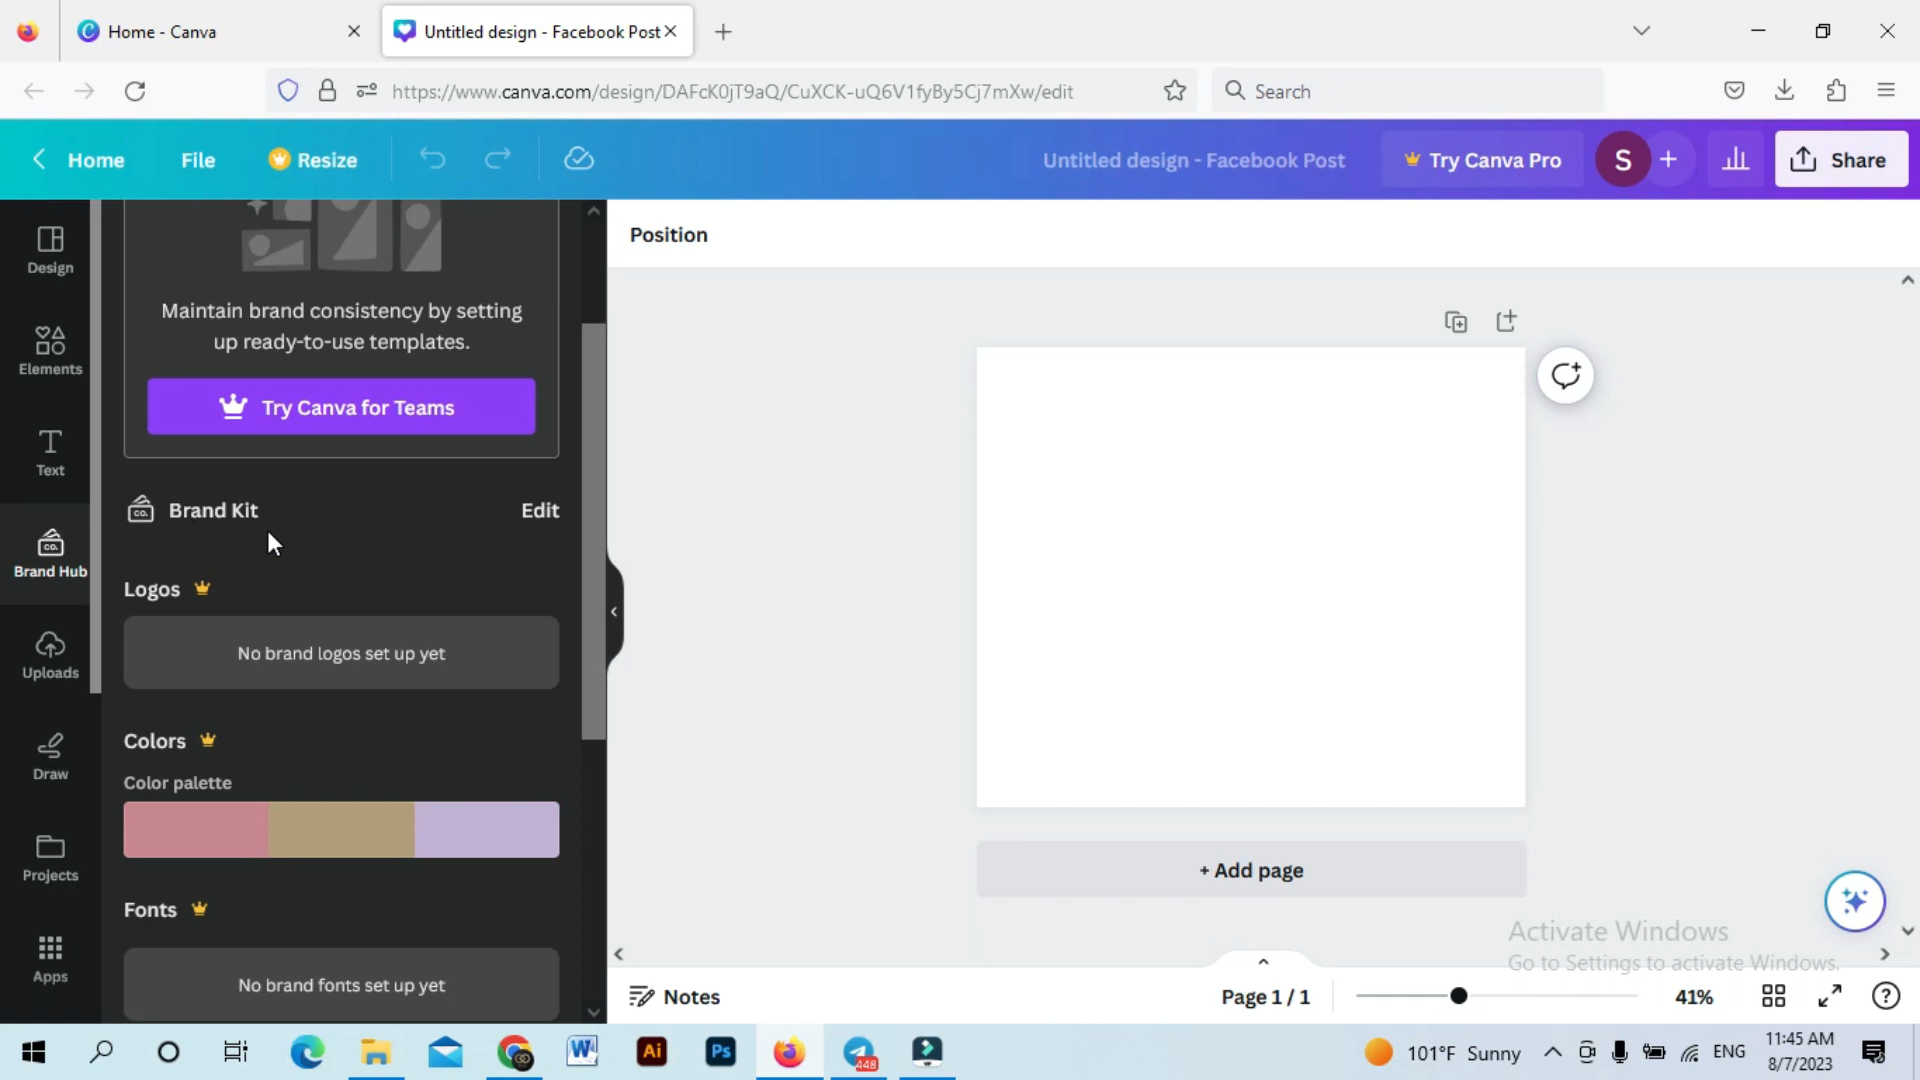 Home - Canva
Untitled design - Facebook Post
https://www.canva.com/design/DAFcK0jT9aQ/CuXCK-uQ6V1fyBy5Cj7mXw/edit
Search
Home
File
Resize
Untitled design - Facebook Post
Try Canva Pro
S
Share
Design
Elements
Text
CO.
Brand Hub
Uploads
Draw
Projects
Apps
Maintain brand consistency by setting
up ready-to-use templates.
Try Canva for Teams
CO.
Brand Kit
Edit
Logos
No brand logos set up yet
Colors
Color palette
Fonts
No brand fonts set up yet
Position
+ Add page
Activate Windows
Go to Settings to activate Windows.
Notes
Page 1 / 1
41%
W
Ai
Ps
448
101°F Sunny
ENG
11:45 AM
8/7/2023